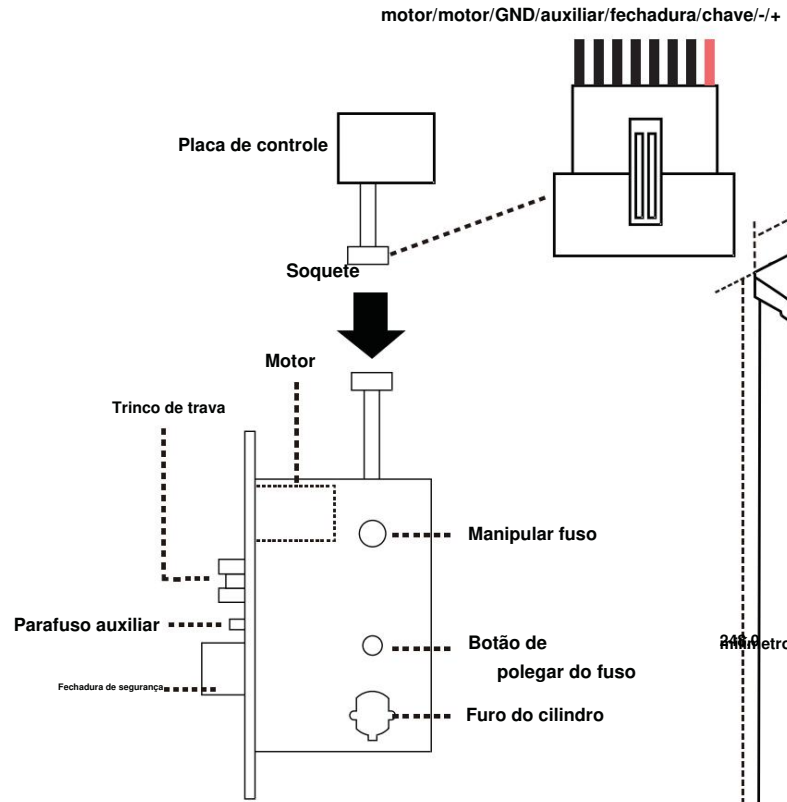 motor/motor/GND/auxiliar/fechadura/chave/-/+
Placa de controle
Soquete
Motor
Trinco de trava
Manipular fuso
Parafuso auxiliar
Botão de
polegar do fuso
Fechadura de segurança
Furo do cilindro